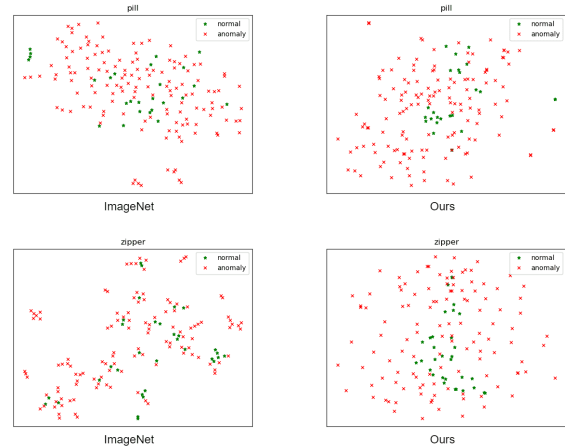 pill
normal
anomaly
ImageNet
pill
normal
anomaly
Ours
zipper
normal
anomaly
ImageNet
zipper
normal
anomaly
Ours